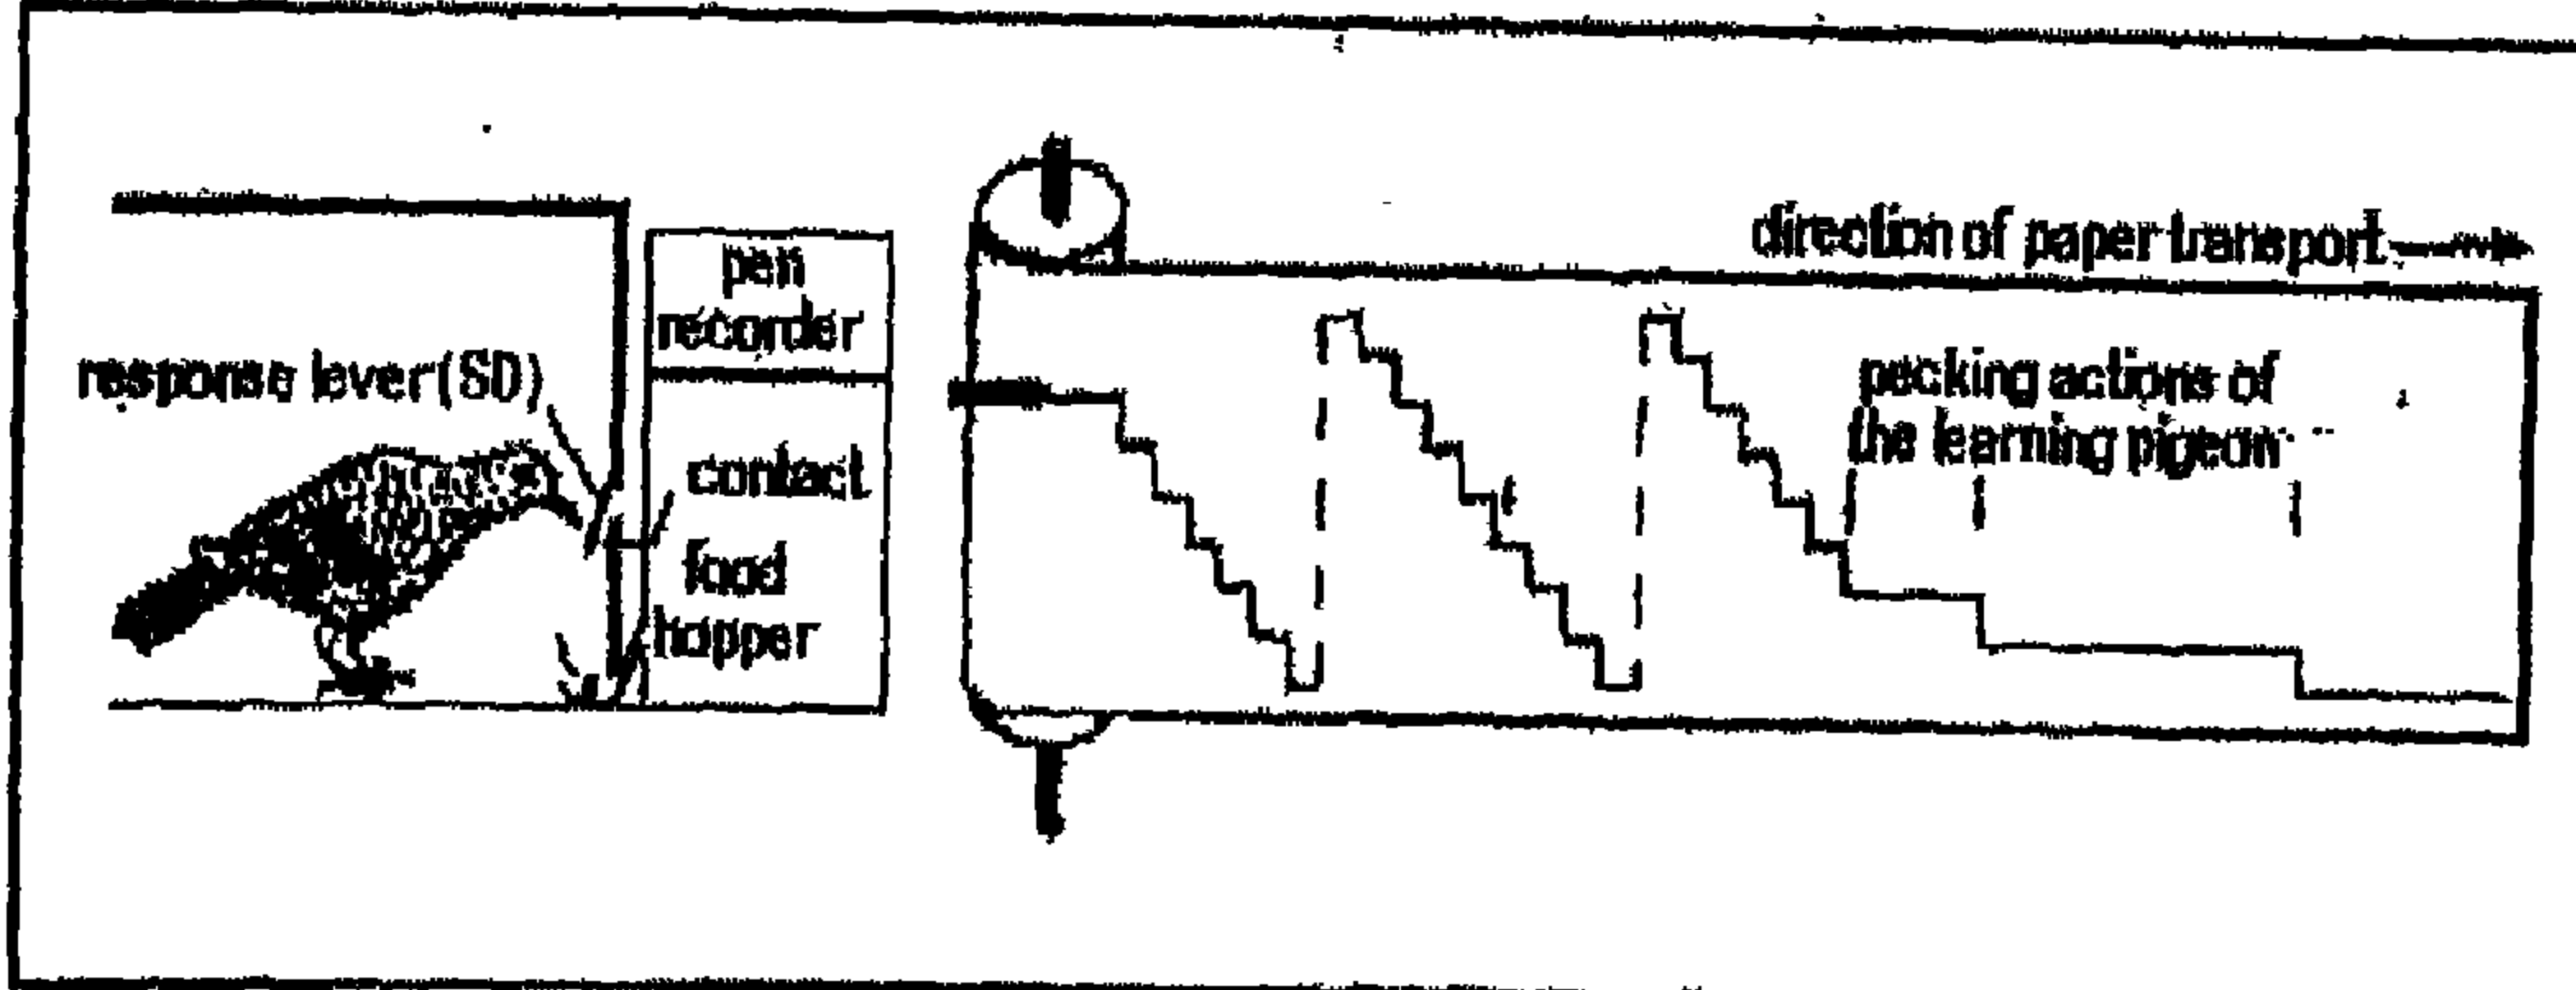 direction of paper transport
pen
recorder
response lever (SD)
pecking actions of
the learning pigeon
contact
food
hopper